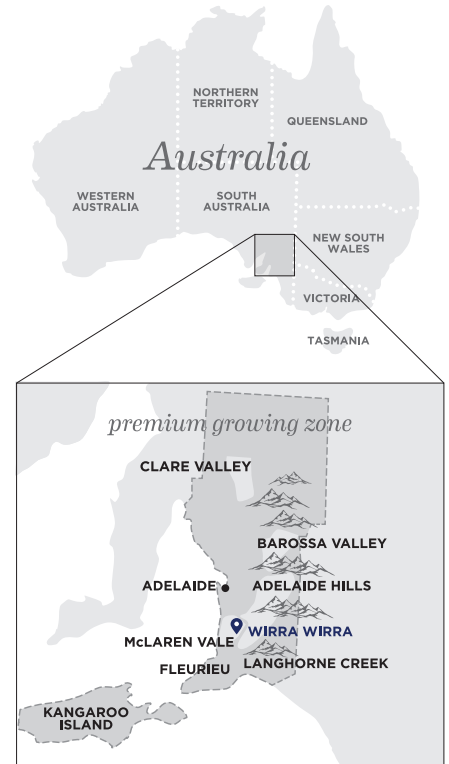 NORTHERN
TERRITORY
QUEENSLAND
Australia
WESTERN
AUSTRALIA
SOUTH
AUSTRALIA
NEW SOUTH
WALES
VICTORIA
TASMANIA
premium growing zone
CLARE VALLEY
BAROSSA VALLEY
ADELAIDE
ADELAIDE HILLS
WIRRA WIRRA
McLAREN VALE
LANGHORNE CREEK
FLEURIEU
KANGAROO
ISLAND